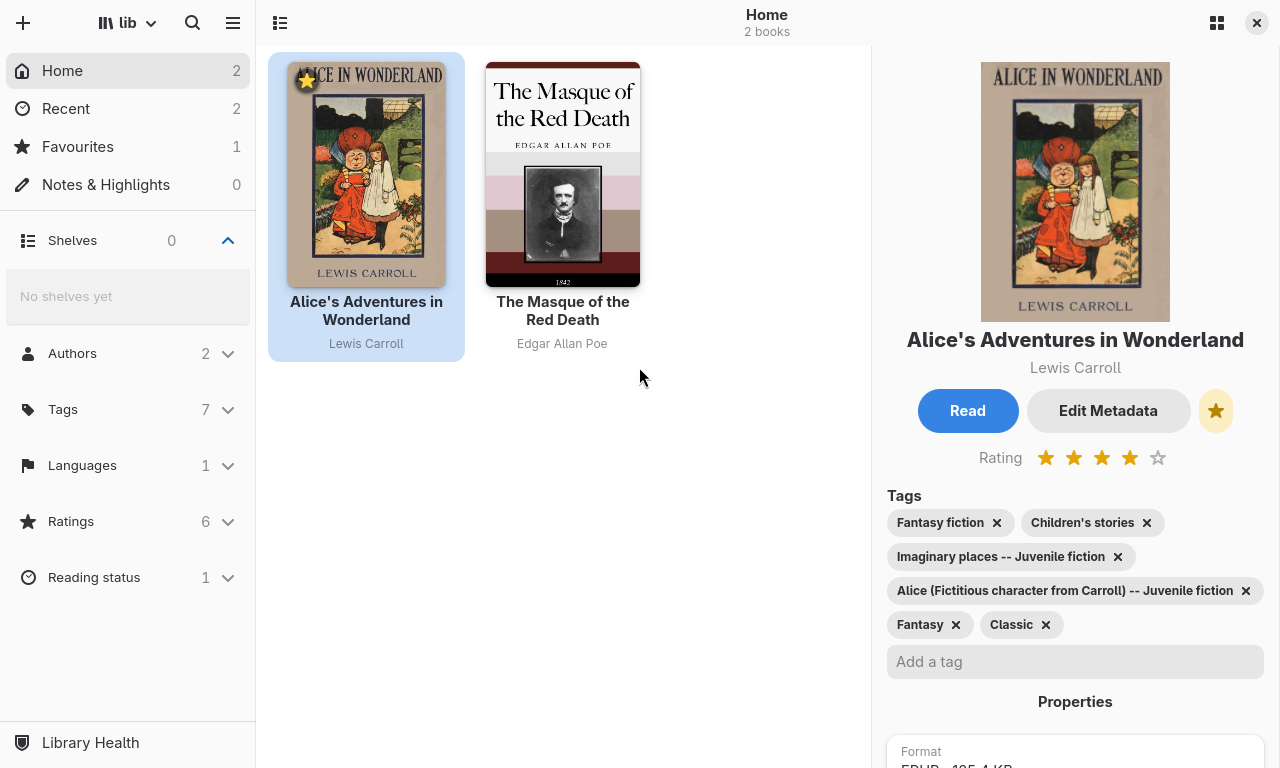 lib
Home
2 books
Home 2
Recent 2
Favourites 1
Notes & Highlights 0
Shelves 0
No shelves yet
Authors 2
Tags 7
Languages 1
Ratings 6
Reading status 1
Library Health
ALICE IN WONDERLAND
LEWIS CARROLL
Alice's Adventures in
Wonderland
Lewis Carroll
The Masque of
the Red Death
EDGAR ALLAN POE
1842
The Masque of the
Red Death
Edgar Allan Poe
ALICE IN WONDERLAND
LEWIS CARROLL
Alice's Adventures in Wonderland
Lewis Carroll
Read
Edit Metadata
Rating
Tags
Fantasy fiction
Children's stories
Imaginary places -- Juvenile fiction
Alice (Fictitious character from Carroll) -- Juvenile fiction
Fantasy
Classic
Add a tag
Properties
Format